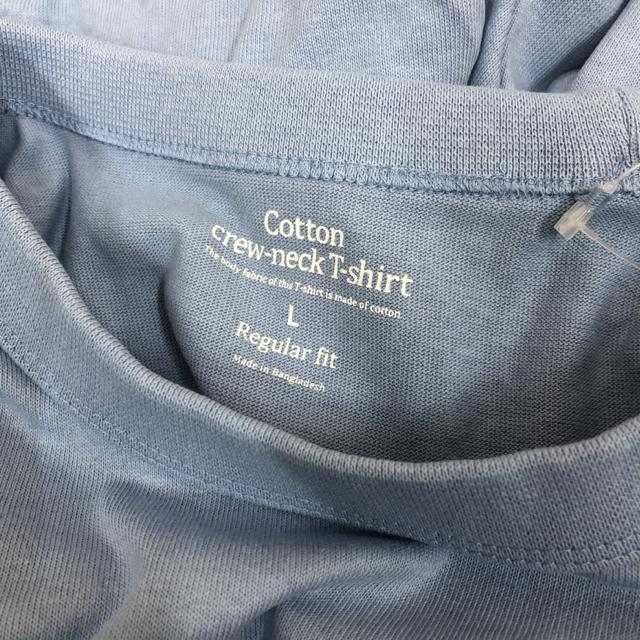 Cotton
crew-neck T-shirt
The body fabric of this T-shirt is made of cotton.
L
Regular fit
Made in Bangladesh